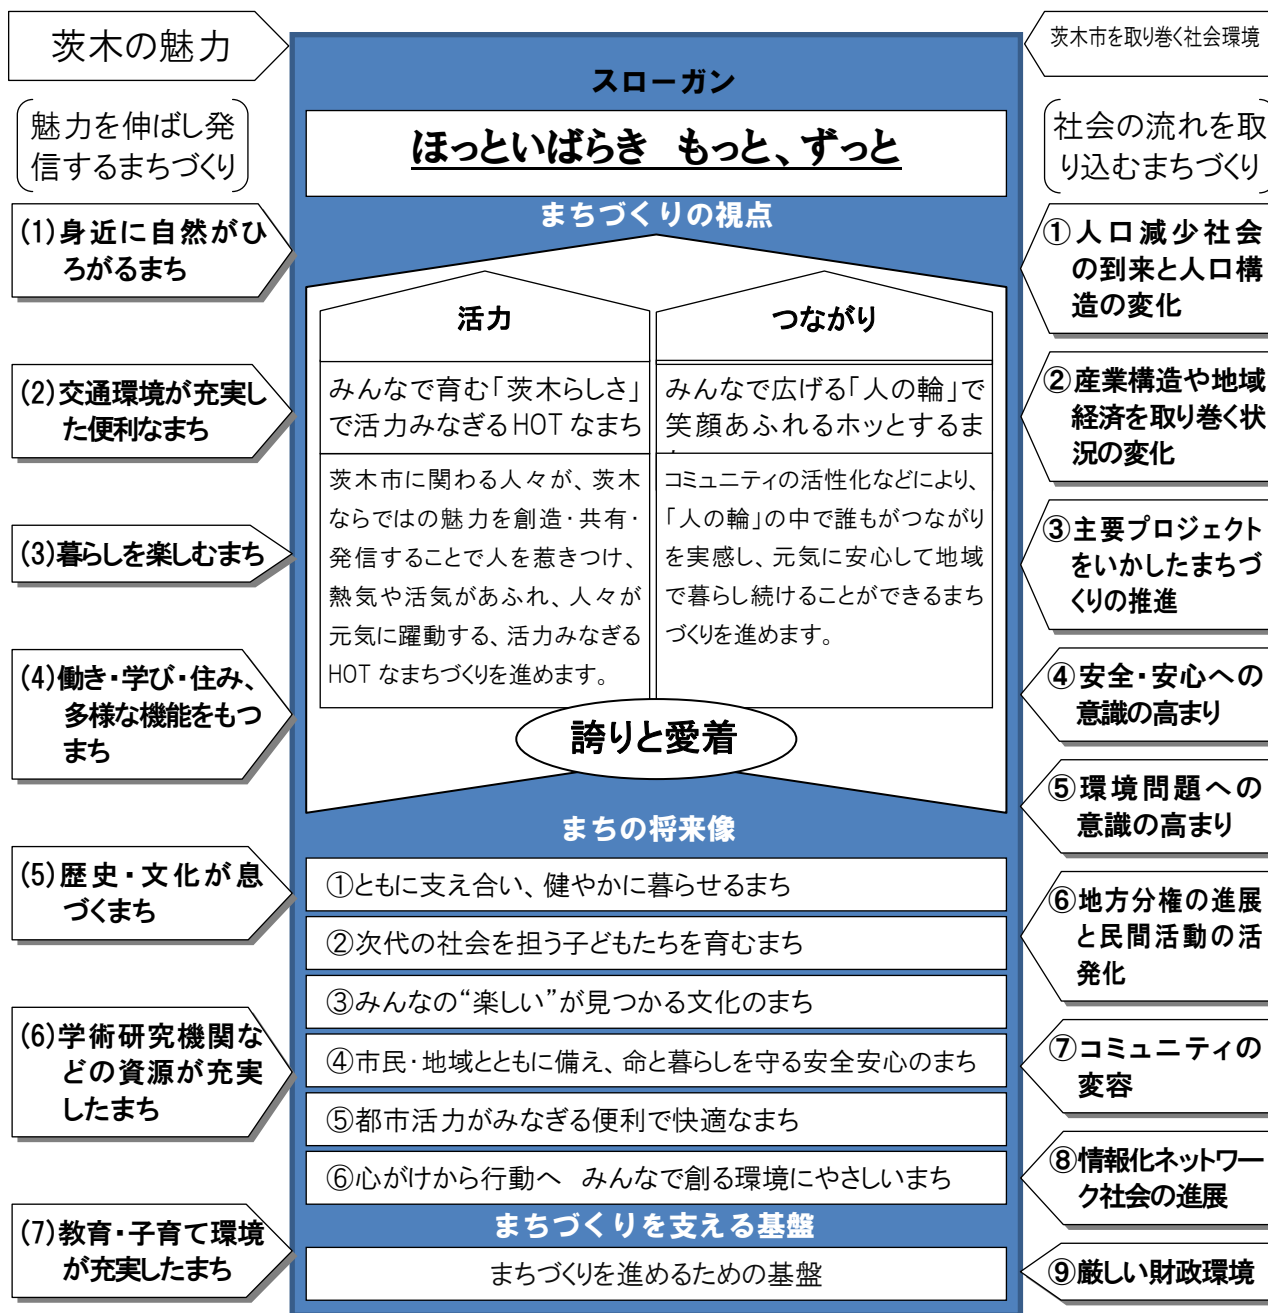 茨木の魅力
魅力を伸ばし発
信するまちづくり
(1)身近に自然がひ
ろがるまち
(2)交通環境が充実し
た便利なまち
(3)暮らしを楽しむまち
(4)働き・学び・住み、
多様な機能をもつ
まち
(5)歴史・文化が息
づくまち
(6)学術研究機関な
どの資源が充実
したまち
(7)教育・子育て環境
が充実したまち
スローガン
ほっといばらき もっと、ずっと
まちづくりの視点
活力
みんなで育む「茨木らしさ」
で活力みなぎるHOTなまち
茨木市に関わる人々が、茨木
ならではの魅力を創造・共有・
発信することで人を惹きつけ、
熱気や活気があふれ、人々が
元気に躍動する、活力みなぎる
HOTなまちづくりを進めます。
つながり
みんなで広げる「人の輪」で
笑顔あふれるホッとするま
コミュニティの活性化などにより、
「人の輪」の中で誰もがつながり
を実感し、元気に安心して地域
で暮らし続けることができるまち
づくりを進めます。
誇りと愛着
まちの将来像
①ともに支え合い、健やかに暮らせるまち
②次代の社会を担う子どもたちを育むまち
③みんなの“楽しい”が見つかる文化のまち
④市民・地域とともに備え、命と暮らしを守る安全安心のまち
⑤都市活力がみなぎる便利で快適なまち
⑥心がけから行動へ みんなで創る環境にやさしいまち
まちづくりを支える基盤
まちづくりを進めるための基盤
茨木市を取り巻く社会環境
社会の流れを取
り込むまちづくり
①人口減少社会
の到来と人口構
造の変化
②産業構造や地域
経済を取り巻く状
況の変化
③主要プロジェクト
をいかしたまちづ
くりの推進
④安全・安心への
意識の高まり
⑤環境問題への
意識の高まり
⑥地方分権の進展
と民間活動の活
発化
⑦コミュニティの
変容
⑧情報化ネットワー
ク社会の進展
⑨厳しい財政環境